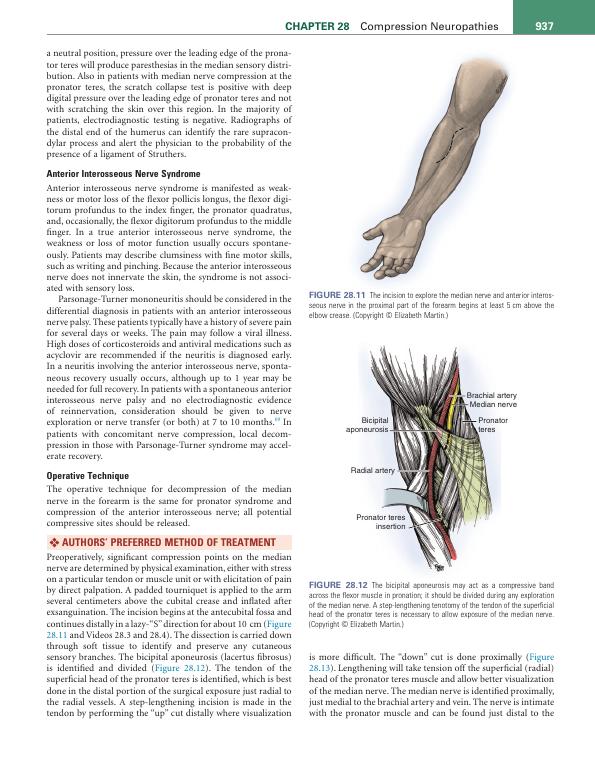 CHAPTER 28 Compression Neuropathies 937
a neutral position, pressure over the leading edge of the prona-
tor teres will produce paresthesias in the median sensory distri-
bution. Also in patients with median nerve compression at the
pronator teres, the scratch collapse test is positive with deep
digital pressure over the leading edge of pronator teres and not
with scratching the skin over this region. In the majority of
patients, electrodiagnostic testing is negative. Radiographs of
the distal end of the humerus can identify the rare supracon-
dylar process and alert the physician to the probability of the
presence of a ligament of Struthers.
Anterior Interosseous Nerve Syndrome
Anterior interosseous nerve syndrome is manifested as weak-
ness or motor loss of the flexor pollicis longus, the flexor digi-
torum profundus to the index finger, the pronator quadratus,
and, occasionally, the flexor digitorum profundus to the middle
finger. In a true anterior interosseous nerve syndrome, the
weakness or loss of motor function usually occurs spontane-
ously. Patients may describe clumsiness with fine motor skills,
such as writing and pinching. Because the anterior interosseous
nerve does not innervate the skin, the syndrome is not associ-
ated with sensory loss.
Parsonage-Turner mononeuritis should be considered in the
differential diagnosis in patients with an anterior interosseous
nerve palsy. These patients typically have a history of severe pain
for several days or weeks. The pain may follow a viral illness.
High doses of corticosteroids and antiviral medications such as
acyclovir are recommended if the neuritis is diagnosed early.
In a neuritis involving the anterior interosseous nerve, sponta-
neous recovery usually occurs, although up to 1 year may be
needed for full recovery. In patients with a spontaneous anterior
interosseous nerve palsy and no electrodiagnostic evidence
of reinnervation, consideration should be given to nerve
exploration or nerve transfer (or both) at 7 to 10 months. In
patients with concomitant nerve compression, local decom-
pression in those with Parsonage-Turner syndrome may accel-
erate recovery.
Operative Technique
The operative technique for decompression of the median
nerve in the forearm is the same for pronator syndrome and
compression of the anterior interosseous nerve; all potential
compressive sites should be released.
❖ AUTHORS' PREFERRED METHOD OF TREATMENT
Preoperatively, significant compression points on the median
nerve are determined by physical examination, either with stress
on a particular tendon or muscle unit or with elicitation of pain
by direct palpation. A padded tourniquet is applied to the arm
several centimeters above the cubital crease and inflated after
exsanguination. The incision begins at the antecubital fossa and
continues distally in a lazy-"S" direction for about 10 cm (Figure
28.11 and Videos 28.3 and 28.4). The dissection is carried down
through soft tissue to identify and preserve any cutaneous
sensory branches. The bicipital aponeurosis (lacertus fibrosus)
is identified and divided (Figure 28.12). The tendon of the
superficial head of the pronator teres is identified, which is best
done in the distal portion of the surgical exposure just radial to
the radial vessels. A step-lengthening incision is made in the
tendon by performing the "up" cut distally where visualization
FIGURE 28.11 The incision to explore the median nerve and anterior interos-
seous nerve in the proximal part of the forearm begins at least 5 cm above the
elbow crease. (Copyright © Elizabeth Martin.)
Brachial artery
Median nerve
Bicipital
aponeurosis
Pronator
teres
Radial artery
Pronator teres
insertion
FIGURE 28.12 The bicipital aponeurosis may act as a compressive band
across the flexor muscle in pronation; it should be divided during any exploration
of the median nerve. A step-lengthening tenotomy of the tendon of the superficial
head of the pronator teres is necessary to allow exposure of the median nerve.
(Copyright © Elizabeth Martin.)
is more difficult. The "down" cut is done proximally (Figure
28.13). Lengthening will take tension off the superficial (radial)
head of the pronator teres muscle and allow better visualization
of the median nerve. The median nerve is identified proximally,
just medial to the brachial artery and vein. The nerve is intimate
with the pronator muscle and can be found just distal to the